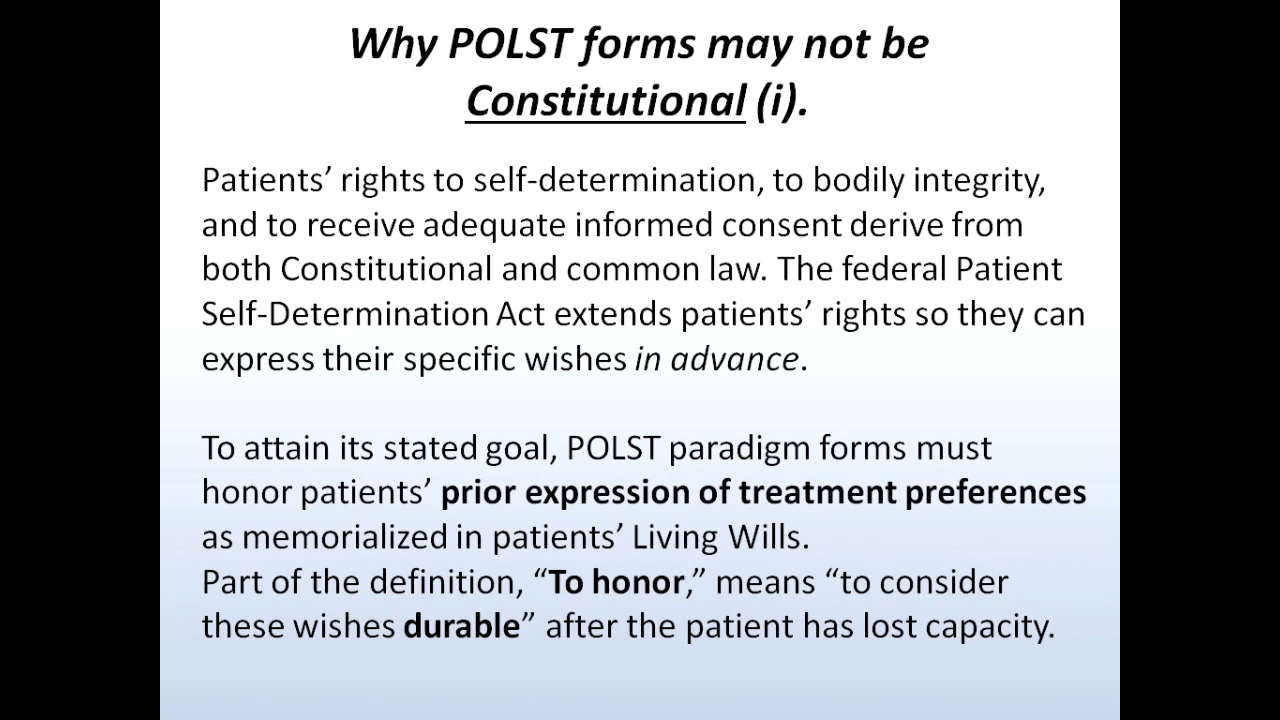 Why POLST forms may not be
Constitutional (i).
Patients’ rights to self-determination, to bodily integrity,
and to receive adequate informed consent derive from
both Constitutional and common law. The federal Patient
Self-Determination Act extends patients’ rights so they can
express their specific wishes in advance.
To attain its stated goal, POLST paradigm forms must
honor patients’ prior expression of treatment preferences
as memorialized in patients’ Living Wills.
Part of the definition, “To honor,” means “to consider
these wishes durable” after the patient has lost capacity.